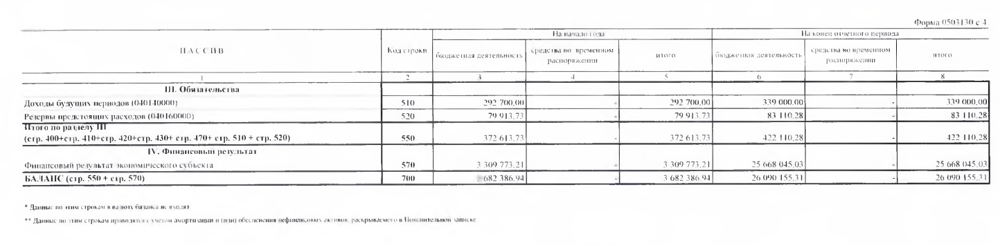 Форма 0503130 с 4
ПАССИВ Код строки На начало года На конец отчетного периода
бюджетная деятельность средства во временном распоряжении итого бюджетная деятельность средства во временном распоряжении итого
1 2 3 4 5 6 7 8
III. Обязательства
Доходы будущих периодов (040140000) 510 292 700,00 - 292 700,00 339 000,00 - 339 000,00
Резервы предстоящих расходов (040160000) 520 79 913,73 - 79 913,73 83 110,28 - 83 110,28
Итого по разделу III
(стр. 400+стр. 410+стр. 420+стр. 430+ стр. 470+ стр. 510 + стр. 520) 550 372 613,73 - 372 613,73 422 110,28 - 422 110,28
IV. Финансовый результат
Финансовый результат экономического субъекта 570 3 309 773,21 - 3 309 773,21 25 668 045,03 - 25 668 045,03
БАЛАНС (стр. 550 + стр. 570) 700 682 386,94 - 3 682 386,94 26 090 155,31 - 26 090 155,31
* Данные по этим строкам в валюту баланса не входят
** Данные по этим строкам приводятся с учетом амортизации и (или) обесценения нефинансовых активов, раскрываемого в Пояснительной записке